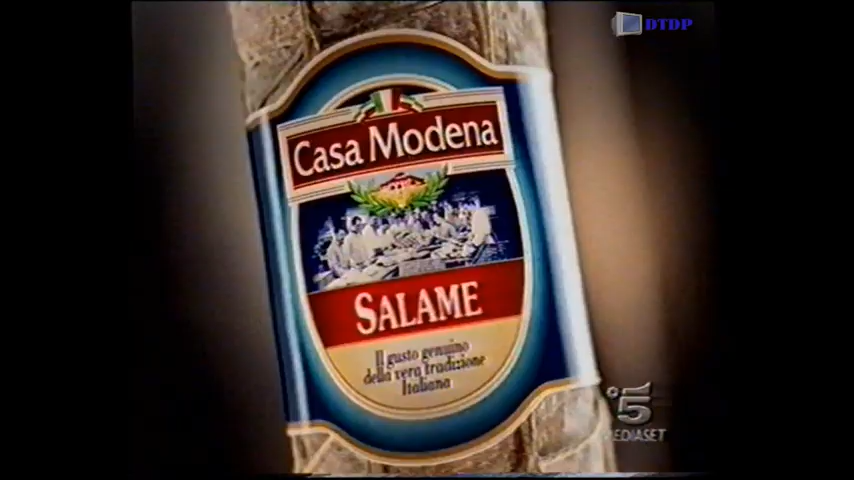 DTDP
Casa Modena
SALAME
Il gusto genuino
della vera tradizione
Italiana
5
MEDIASET